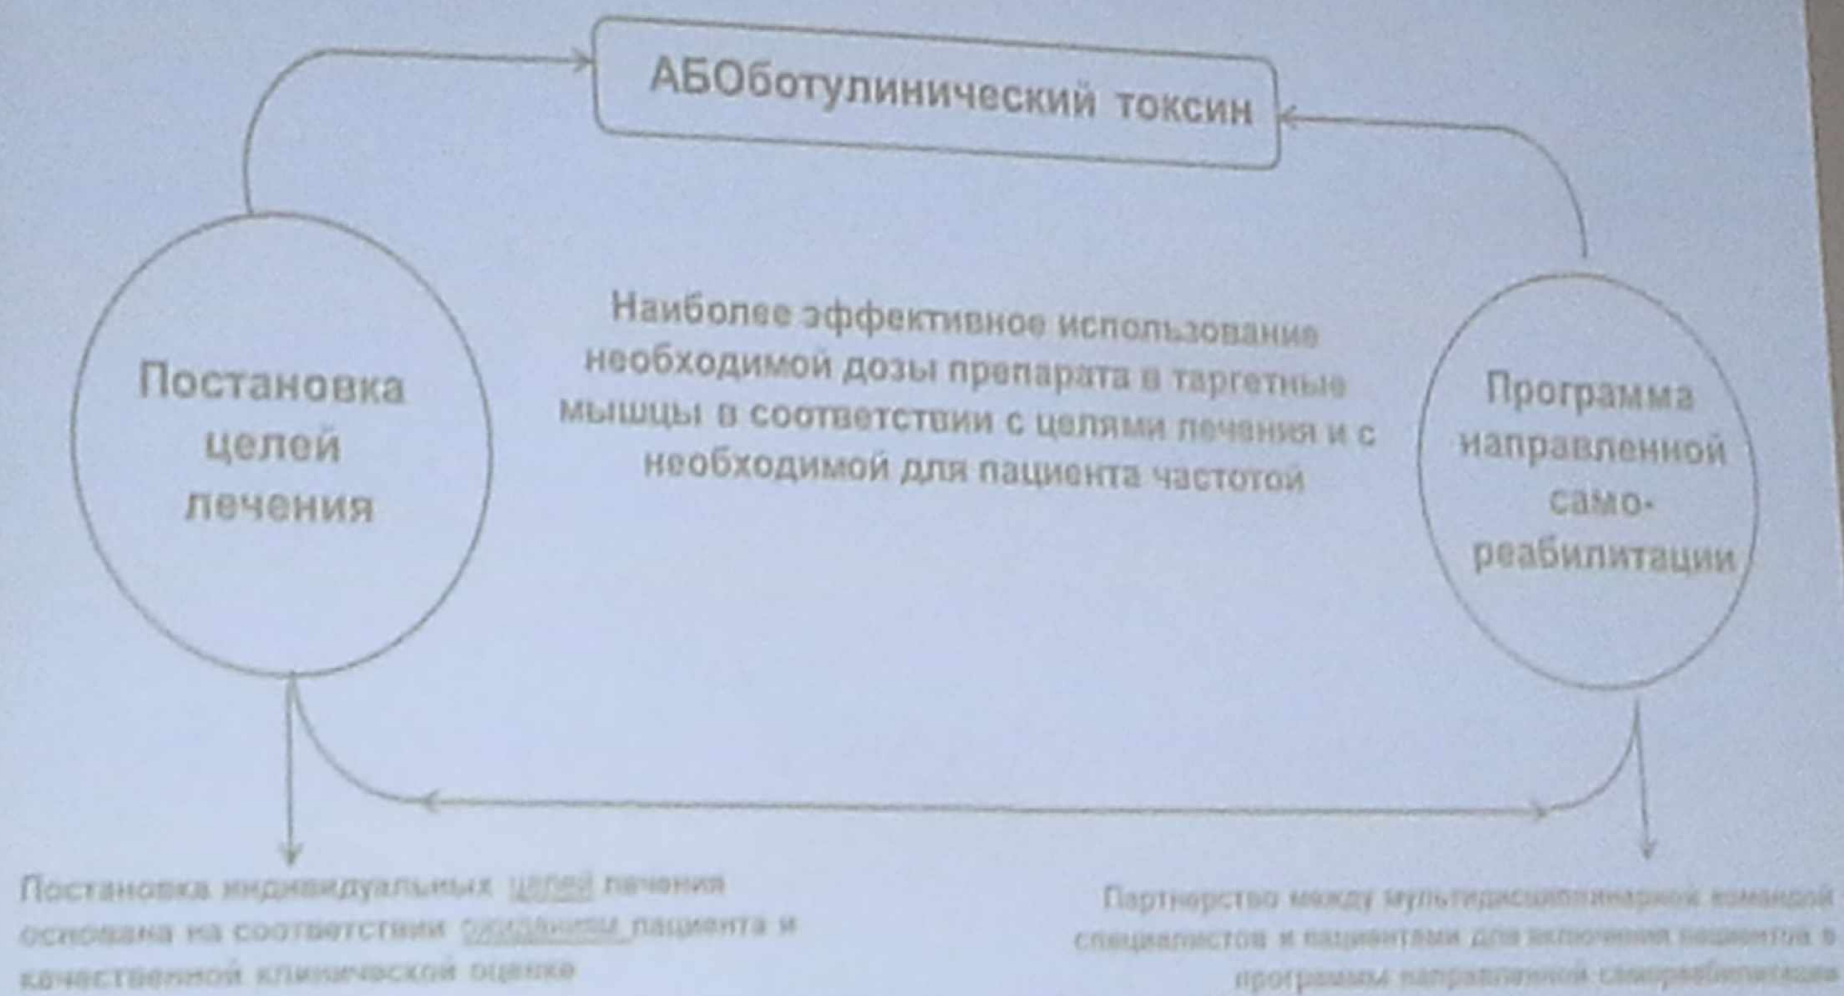 АБОботулинический токсин
Наиболее эффективное использование
необходимой дозы препарата в таргетные
мышцы в соответствии с целями лечения и с
необходимой для пациента частотой
Постановка
целей
лечения
Программа
направленной
само-
реабилитации
Постановка индивидуальных целей лечения
основана на соответствии ожиданиям пациента и
качественной клинической оценке
Партнерство между мультидисциплинарной командой
специалистов и пациентами для включения пациентов в
программы направленной самореабилитации